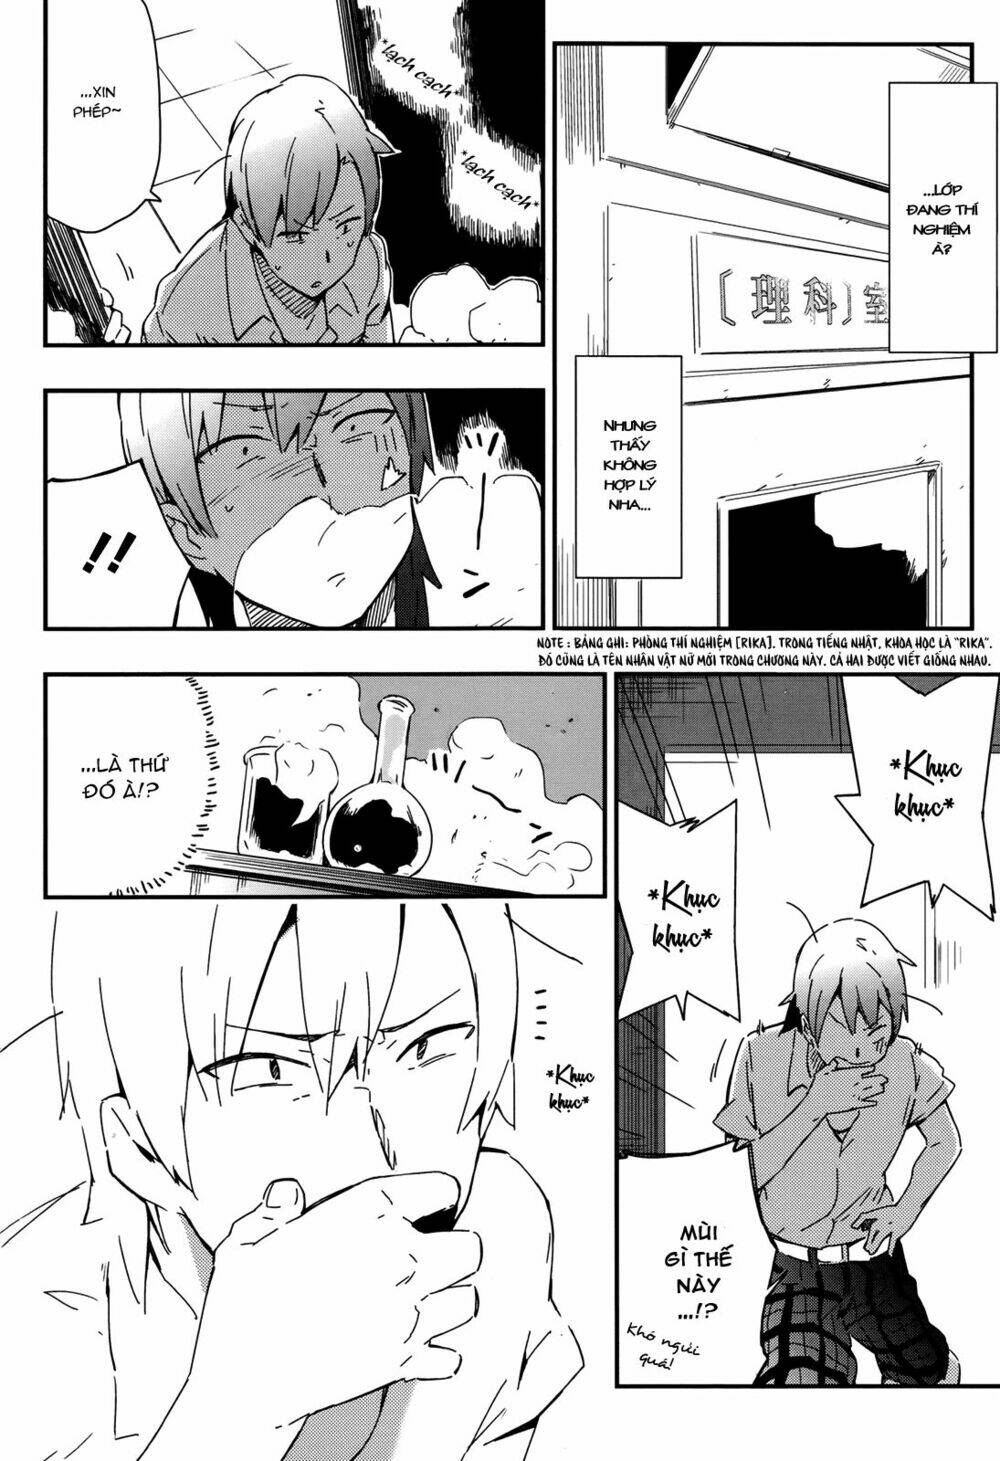 ...LỚP
ĐANG THÍ
NGHIỆM
À?
[理科]室
NHƯNG
THẤY
KHÔNG
HỢP LÝ
NHA...
*lạch cạch*
*lạch cạch*
...XIN
PHÉP~
!!
NOTE : BẢNG GHI: PHÒNG THÍ NGHIỆM [RIKA]. TRONG TIẾNG NHẬT, KHOA HỌC LÀ "RIKA".
ĐÓ CŨNG LÀ TÊN NHÂN VẬT NỮ MỚI TRONG CHƯƠNG NÀY. CẢ HAI ĐƯỢC VIẾT GIỐNG NHAU.
*Khục
khục*
*Khục
khục*
MÙI
GÌ THẾ
NÀY
...!?
Khó ngửi
quá!
...LÀ THỨ
ĐÓ À!?
*Khục
khục*